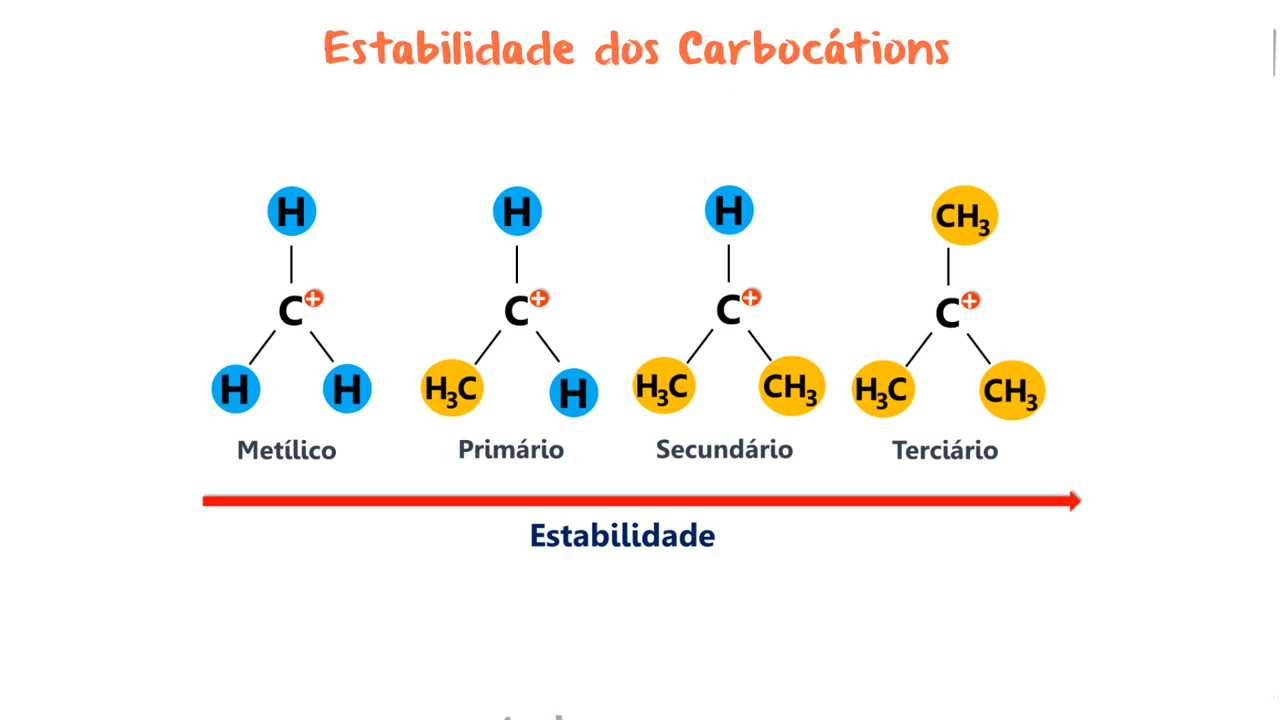 Estabilidade dos Carbocátions
H H H CH₃
C+ C+ C+ C+
H H H₃C H H₃C CH₃ H₃C CH₃
Metílico Primário Secundário Terciário
Estabilidade